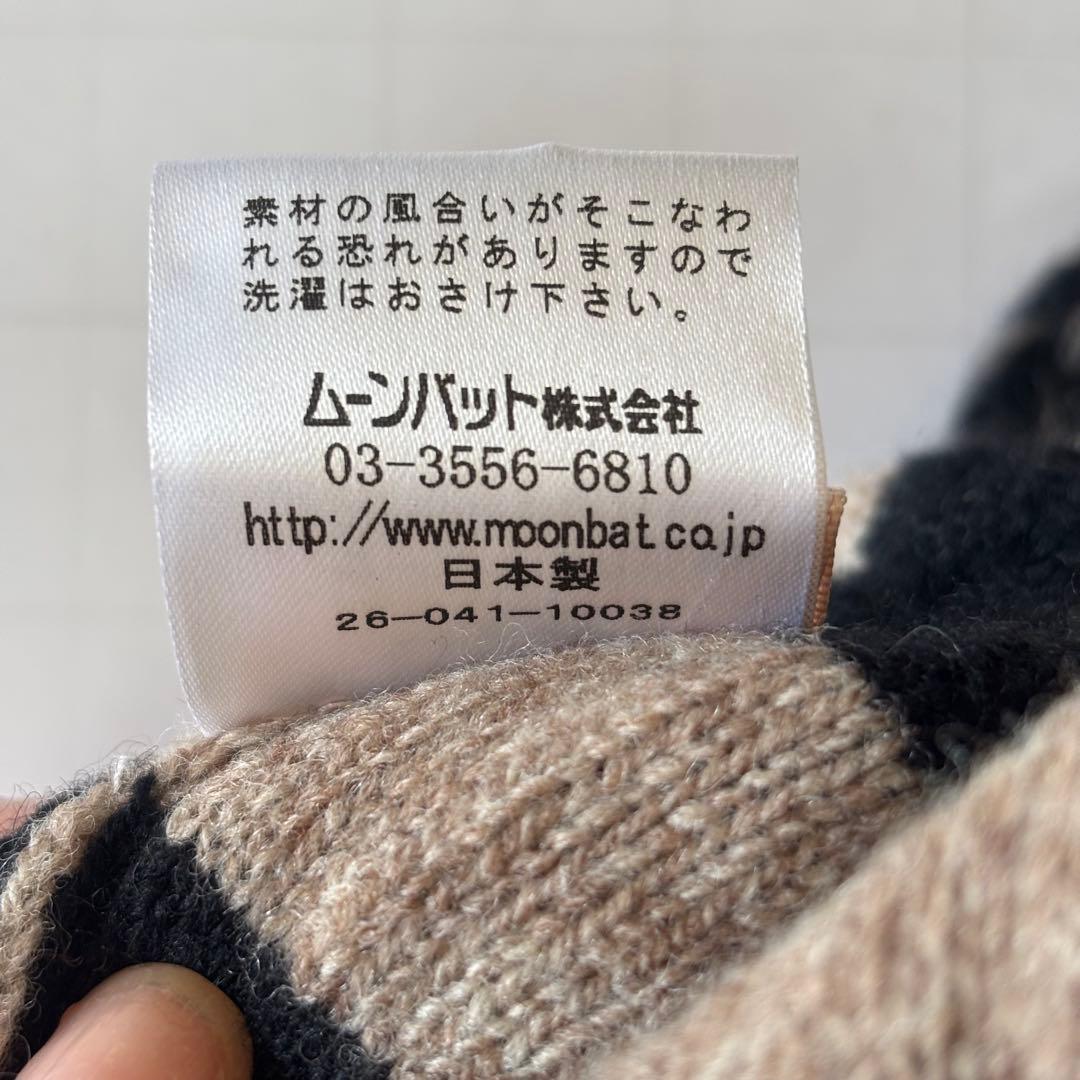 素材の風合いがそこなわ
れる恐れがありますので
洗濯はおさけ下さい。
ムーンバット株式会社
03-3556-6810
http://www.moonbat.co.jp
日本製
26-041-10038